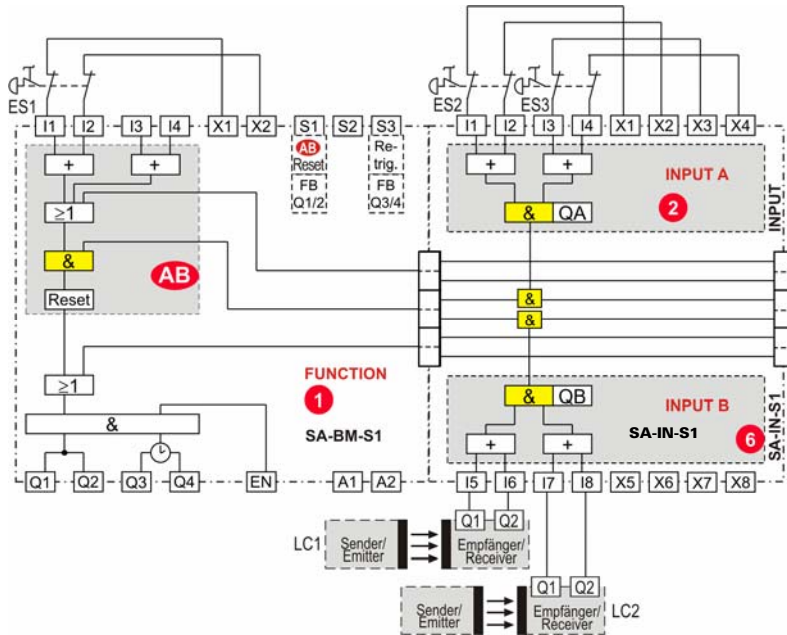 ES1
ES2
ES3
I1 I2 I3 I4 X1 X2 S1 S2 S3
I1 I2 I3 I4 X1 X2 X3 X4
+ +
AB
Reset
FB
Q1/2
Re-
trig.
FB
Q3/4
≥1
&
AB
Reset
≥1
&
FUNCTION
1
SA-BM-S1
Q1 Q2 Q3 Q4 EN A1 A2
+ +
INPUT A
2
& QA
INPUT
&
&
& QB
INPUT B
SA-IN-S1
6
+ +
SA-IN-S1
I5 I6 I7 I8 X5 X6 X7 X8
LC1
Sender/
Emitter
Q1 Q2
Empfänger/
Receiver
Sender/
Emitter
Q1 Q2
Empfänger/
Receiver
LC2